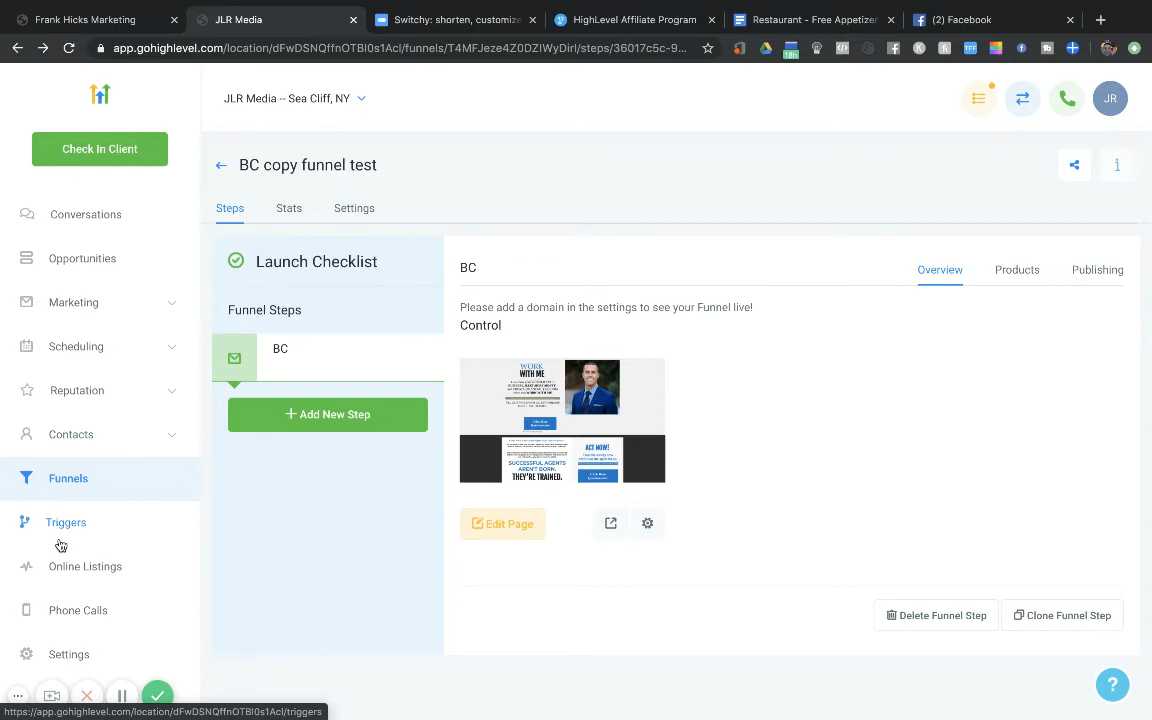 Frank Hicks Marketing
JLR Media
Switchy: shorten, customize
HighLevel Affiliate Program
Restaurant - Free Appetizer
(2) Facebook
app.gohighlevel.com/location/dFwDSNQffnOTBI0s1Acl/funnels/T4MFJeze4Z0DZIWyDirl/steps/36017c5c-9...
18h
JLR Media -- Sea Cliff, NY
JR
Check In Client
BC copy funnel test
Steps
Stats
Settings
Conversations
Opportunities
Marketing
Scheduling
Reputation
Contacts
Funnels
Triggers
Online Listings
Phone Calls
Settings
Launch Checklist
Funnel Steps
BC
+ Add New Step
BC
Overview
Products
Publishing
Please add a domain in the settings to see your Funnel live!
Control
WORK
WITH ME
ACT NOW!
SUCCESSFUL AGENTS
AREN'T BORN.
THEY'RE TRAINED.
Edit Page
Delete Funnel Step
Clone Funnel Step
?
https://app.gohighlevel.com/location/dFwDSNQffnOTBI0s1Acl/triggers